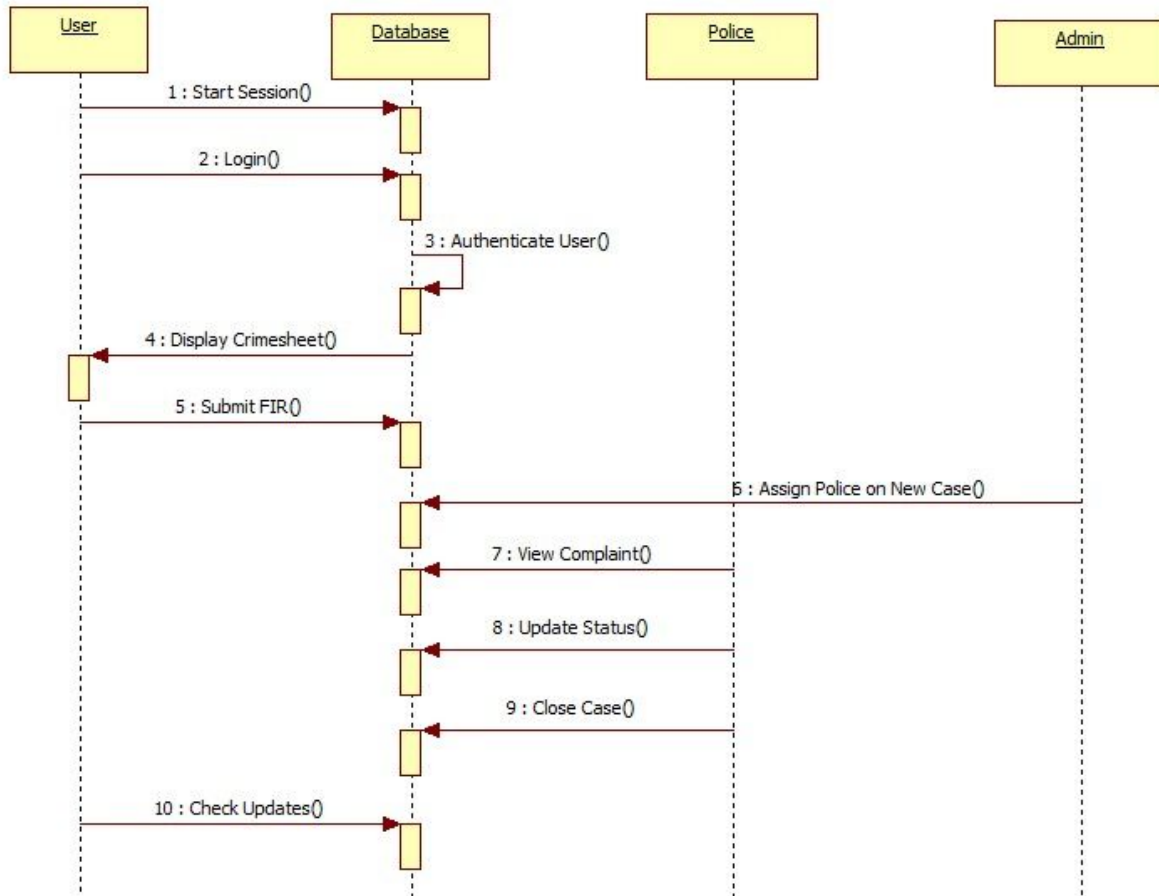 User
Database
Police
Admin
1 : Start Session()
2 : Login()
3 : Authenticate User()
4 : Display Crimesheet()
5 : Submit FIR()
6 : Assign Police on New Case()
7 : View Complaint()
8 : Update Status()
9 : Close Case()
10 : Check Updates()